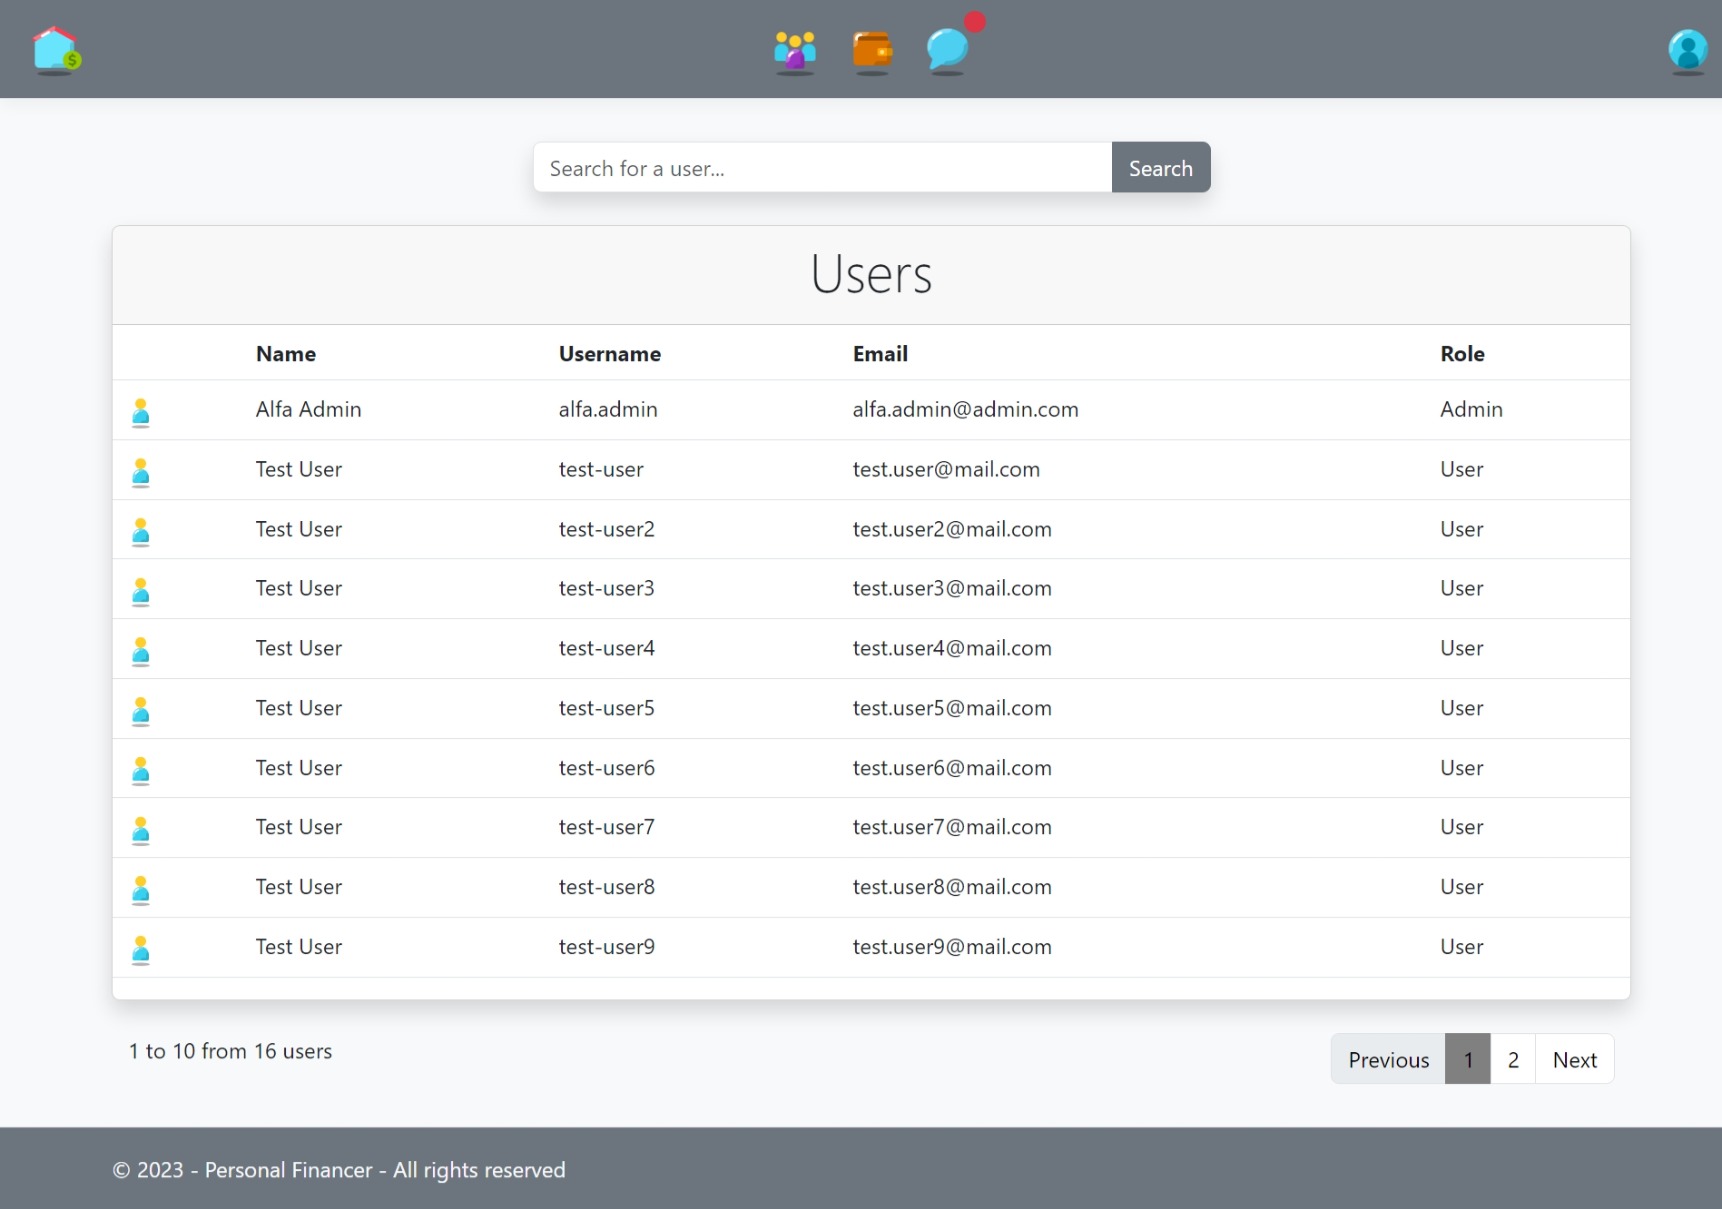 $
Search for a user...
Search
Users
Name Username Email Role
Alfa Admin alfa.admin alfa.admin@admin.com Admin
Test User test-user test.user@mail.com User
Test User test-user2 test.user2@mail.com User
Test User test-user3 test.user3@mail.com User
Test User test-user4 test.user4@mail.com User
Test User test-user5 test.user5@mail.com User
Test User test-user6 test.user6@mail.com User
Test User test-user7 test.user7@mail.com User
Test User test-user8 test.user8@mail.com User
Test User test-user9 test.user9@mail.com User
1 to 10 from 16 users
Previous 1 2 Next
© 2023 - Personal Financer - All rights reserved